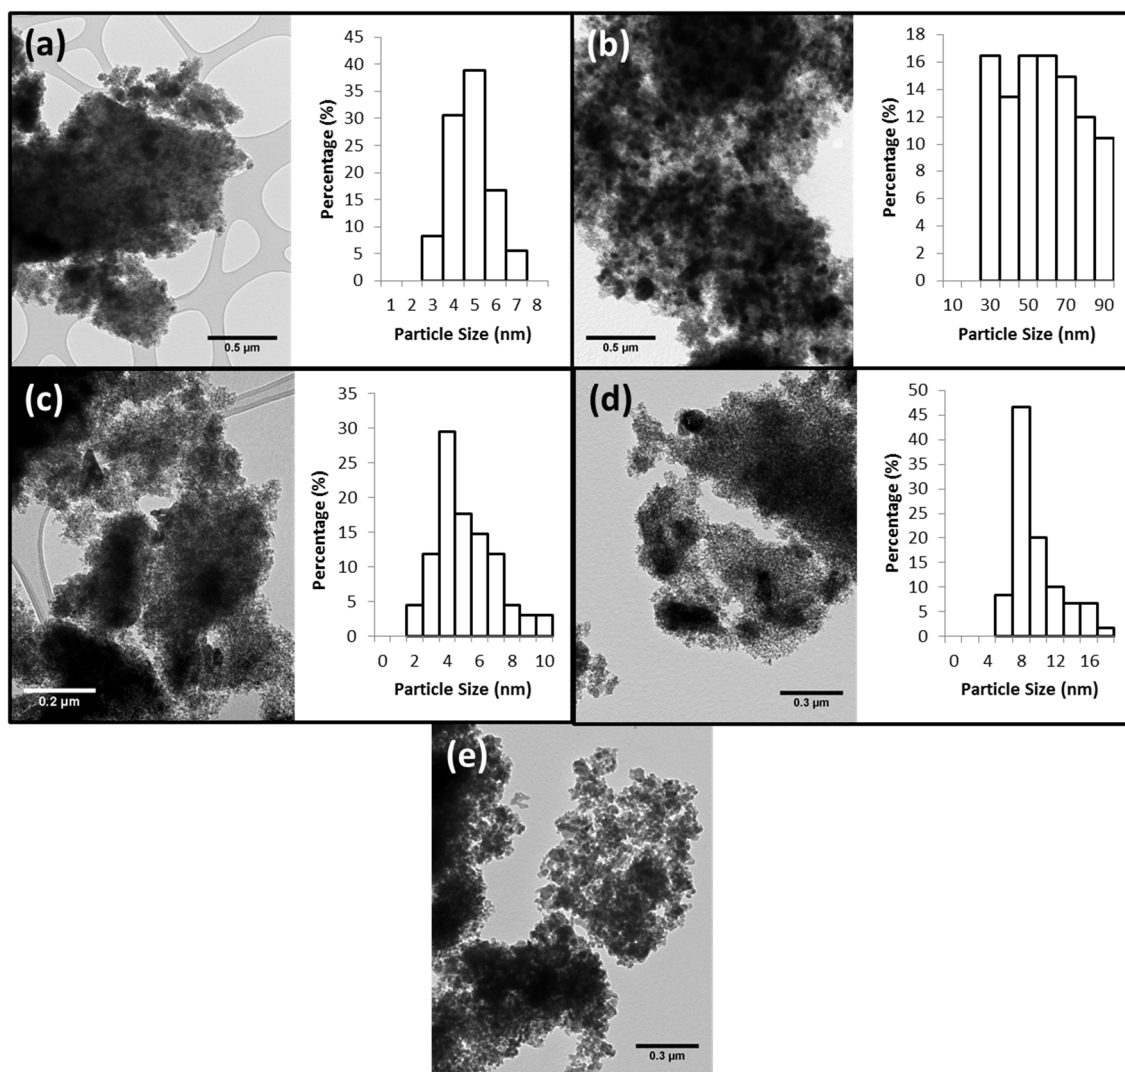 (a)
45
40
35
30
25
20
15
10
5
0
Percentage (%)
1 2 3 4 5 6 7 8
Particle Size (nm)
0.5 µm
(b)
18
16
14
12
10
8
6
4
2
0
Percentage (%)
10 30 50 70 90
Particle Size (nm)
0.5 µm
(c)
35
30
25
20
15
10
5
0
Percentage (%)
0 2 4 6 8 10
Particle Size (nm)
0.2 µm
(d)
50
45
40
35
30
25
20
15
10
5
0
Percentage (%)
0 4 8 12 16
Particle Size (nm)
0.3 µm
(e)
0.3 µm